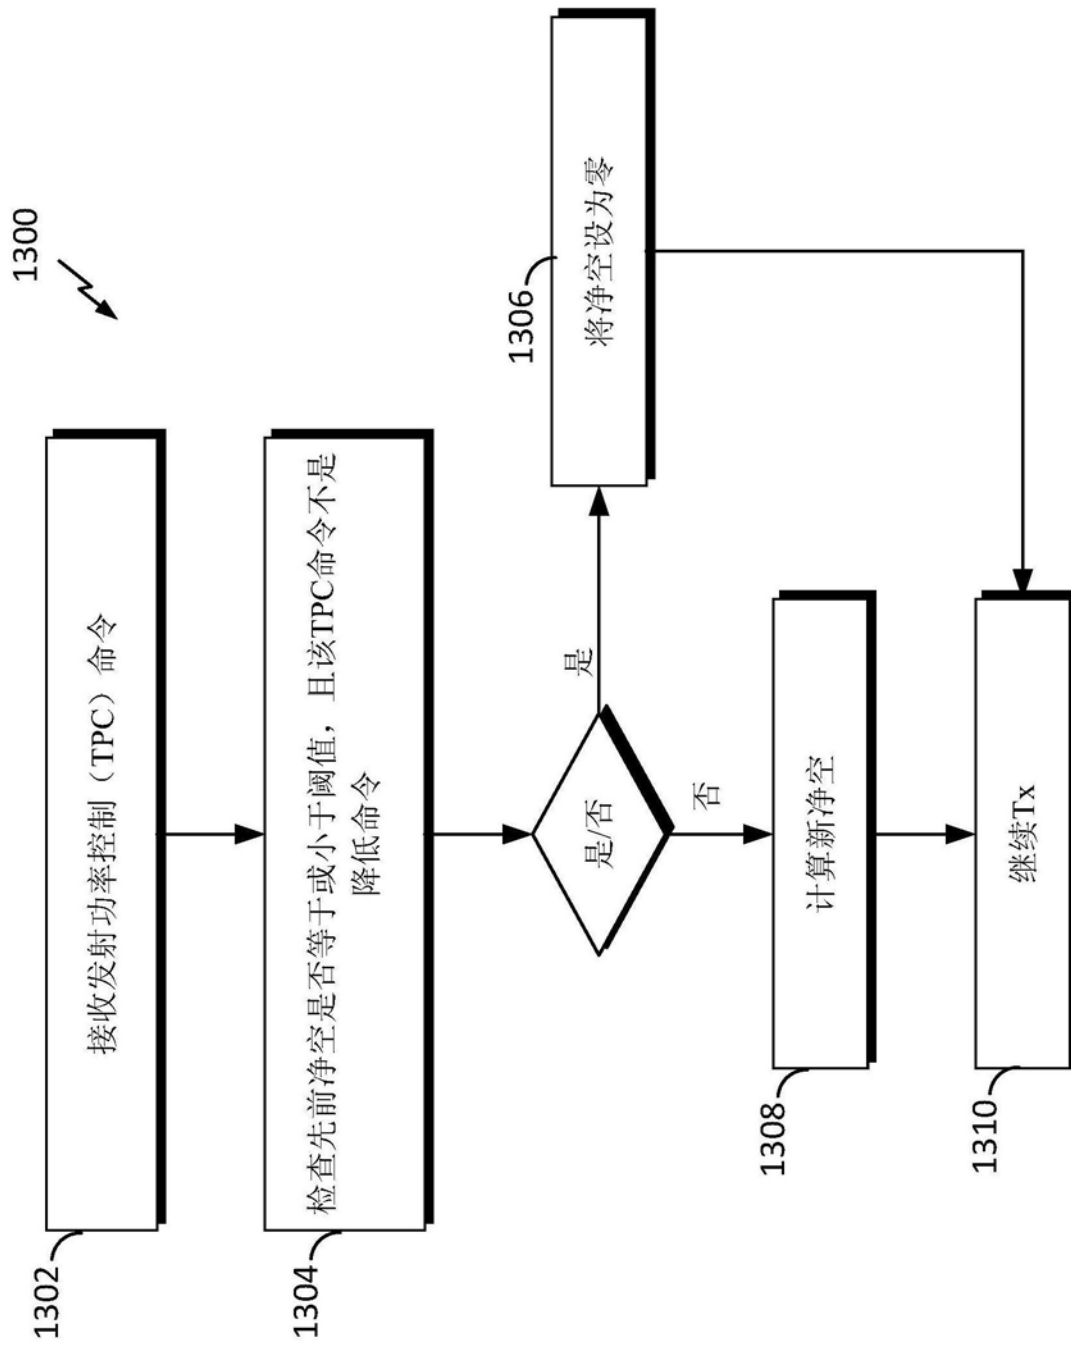 1300
1302
接收发射功率控制（TPC）命令
1304
检查先前净空是否等于或小于阈值，且该TPC命令不是
降低命令
是/否
是
1306
将净空设为零
否
1308
计算新净空
1310
继续Tx